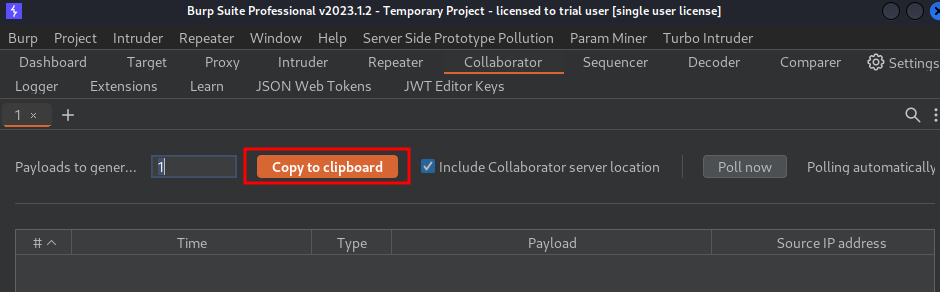 Burp Suite Professional v2023.1.2 - Temporary Project - licensed to trial user [single user license]
Burp Project Intruder Repeater Window Help Server Side Prototype Pollution Param Miner Turbo Intruder
Dashboard Target Proxy Intruder Repeater Collaborator Sequencer Decoder Comparer Settings
Logger Extensions Learn JSON Web Tokens JWT Editor Keys
1 × +
Payloads to gener... 1 Copy to clipboard Include Collaborator server location Poll now Polling automatically
# Time Type Payload Source IP address